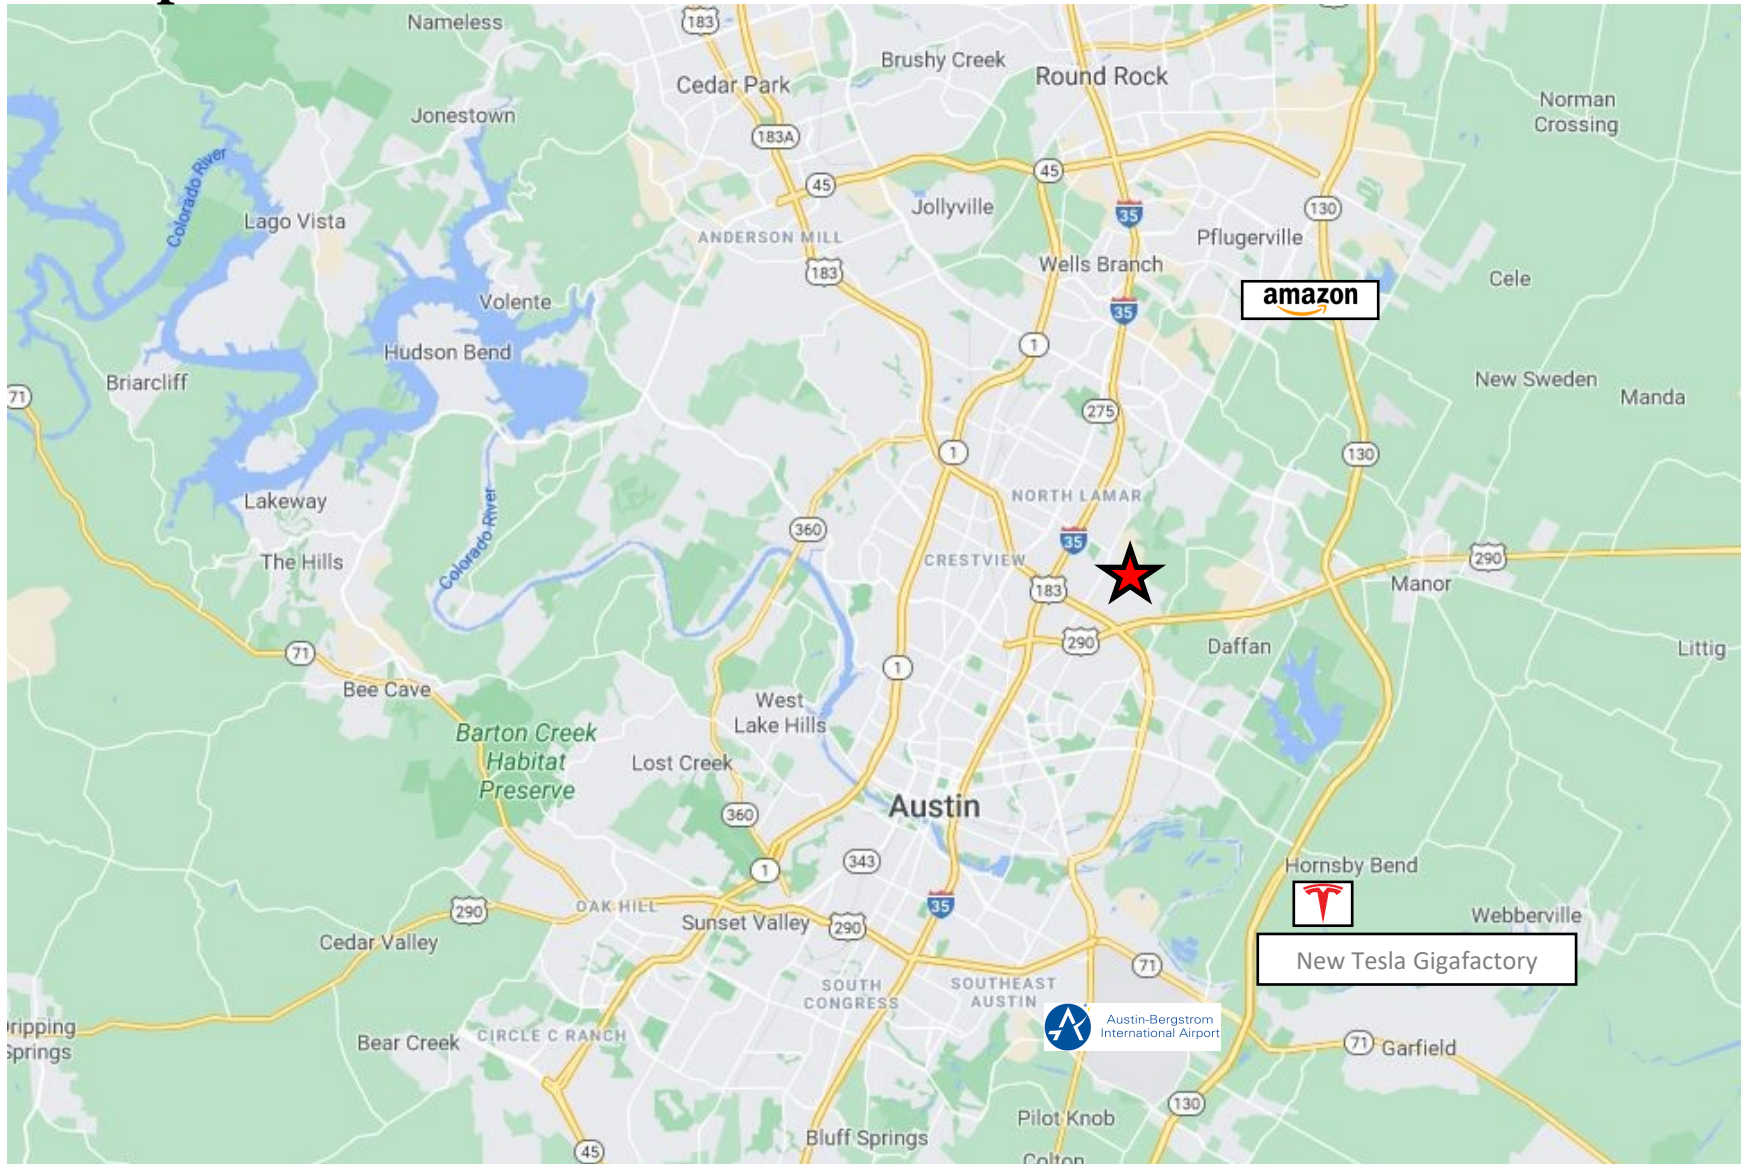 Nameless
183
Brushy Creek
Round Rock
Cedar Park
Norman
Crossing
Jonestown
183A
Colorado River
45
45
Jollyville
35
130
Lago Vista
ANDERSON MILL
Pflugerville
Wells Branch
183
Cele
Volente
amazon
35
1
Hudson Bend
Briarcliff
New Sweden
Manda
71
275
1
130
NORTH LAMAR
Lakeway
360
Colorado River
35
The Hills
CRESTVIEW
290
Manor
183
290
Daffan
Littig
71
1
Bee Cave
West
Lake Hills
Barton Creek
Habitat
Preserve
Lost Creek
Austin
360
343
1
Hornsby Bend
OAK HILL
35
290
Sunset Valley
290
Webberville
Cedar Valley
New Tesla Gigafactory
71
SOUTH
CONGRESS
SOUTHEAST
AUSTIN
Austin-Bergstrom
International Airport
Bear Creek
CIRCLE C RANCH
71
Garfield
130
Pilot Knob
Bluff Springs
45